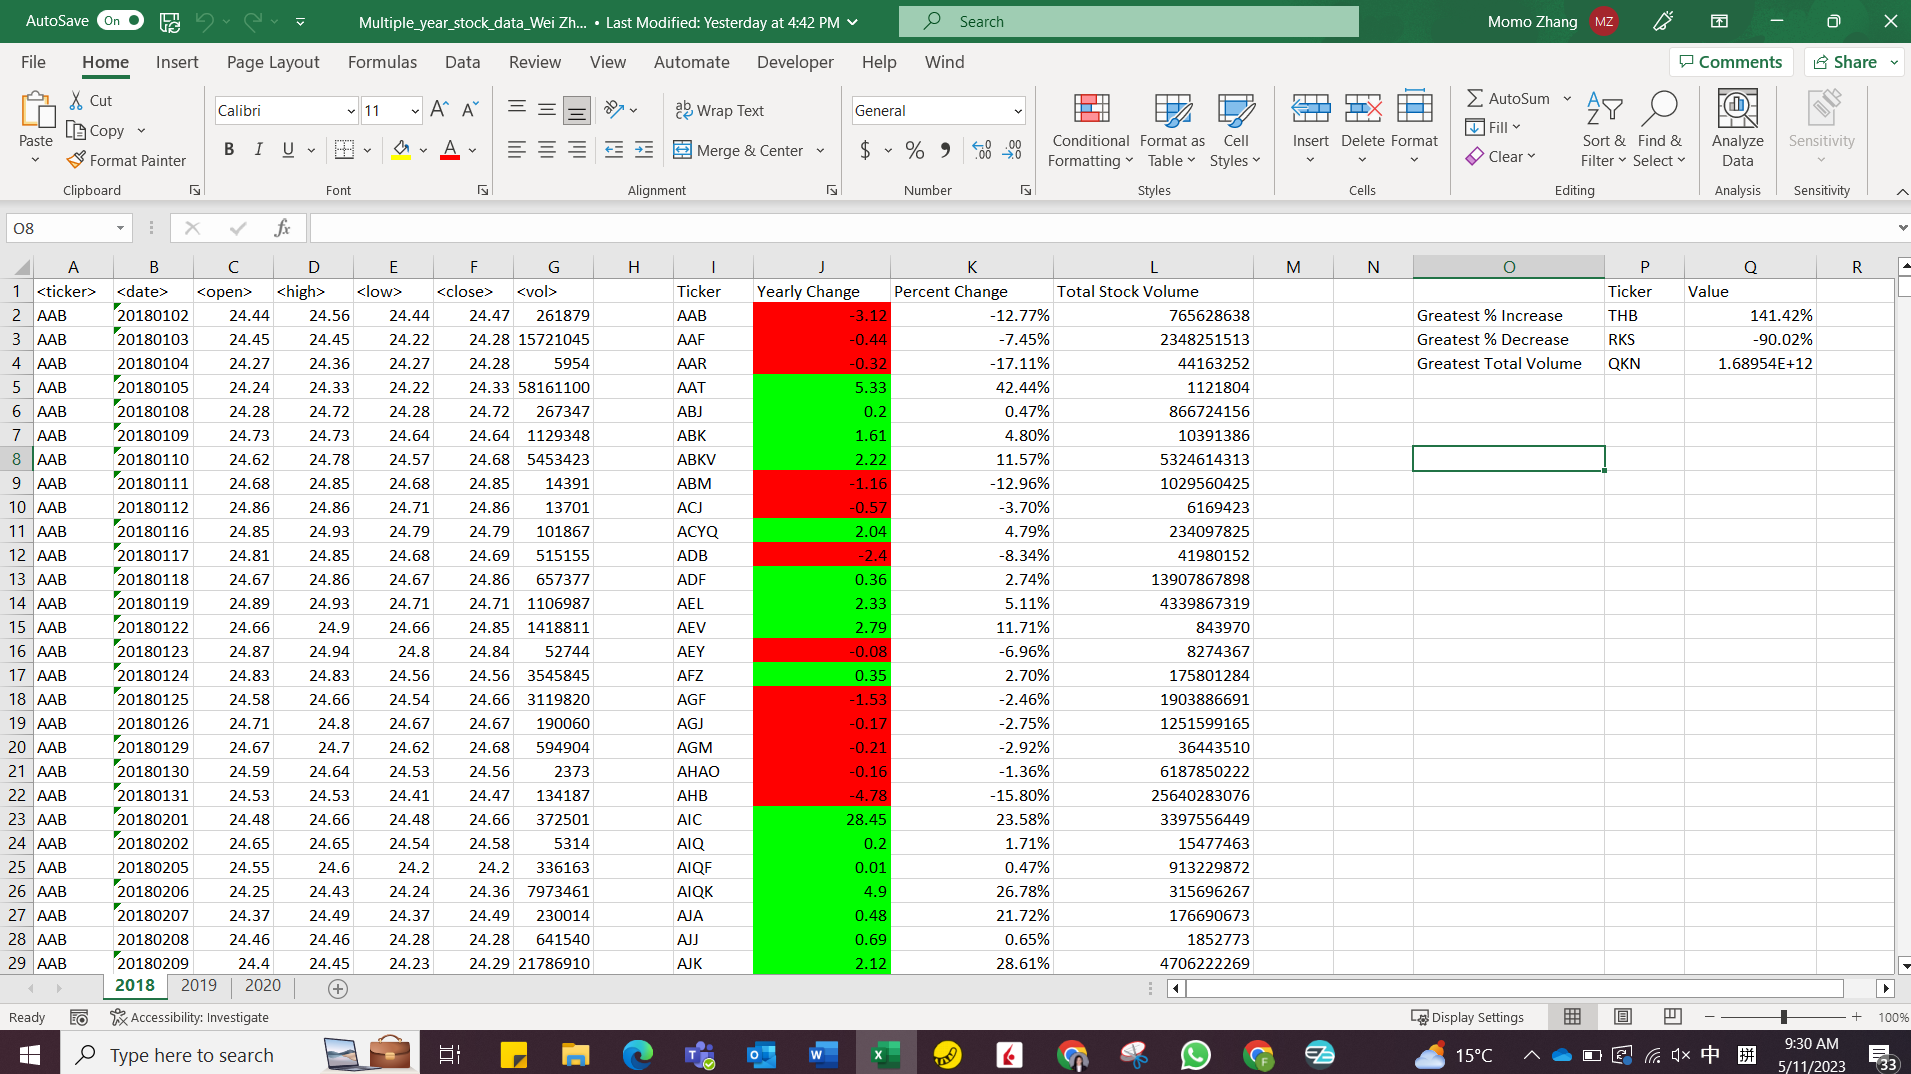 AutoSave On Multiple_year_stock_data_Wei Zh... • Last Modified: Yesterday at 4:42 PM Search Momo Zhang MZ
File Home Insert Page Layout Formulas Data Review View Automate Developer Help Wind Comments Share
Paste Cut Copy Format Painter Clipboard
Calibri 11 B I U A Font
ab Wrap Text Merge & Center Alignment
General $ % Number
Conditional Formatting Format as Table Cell Styles Styles
Insert Delete Format Cells
AutoSum Fill Clear Sort & Filter Find & Select Editing
Analyze Data Analysis
Sensitivity Sensitivity
O8 fx
A B C D E F G H I J K L M N O P Q R
1 <ticker> <date> <open> <high> <low> <close> <vol> Ticker Yearly Change Percent Change Total Stock Volume Ticker Value
2 AAB 20180102 24.44 24.56 24.44 24.47 261879 AAB -3.12 -12.77% 765628638 Greatest % Increase THB 141.42%
3 AAB 20180103 24.45 24.45 24.22 24.28 15721045 AAF -0.44 -7.45% 2348251513 Greatest % Decrease RKS -90.02%
4 AAB 20180104 24.27 24.36 24.27 24.28 5954 AAR -0.32 -17.11% 44163252 Greatest Total Volume QKN 1.68954E+12
5 AAB 20180105 24.24 24.33 24.22 24.33 58161100 AAT 5.33 42.44% 1121804
6 AAB 20180108 24.28 24.72 24.28 24.72 267347 ABJ 0.2 0.47% 866724156
7 AAB 20180109 24.73 24.73 24.64 24.64 1129348 ABK 1.61 4.80% 10391386
8 AAB 20180110 24.62 24.78 24.57 24.68 5453423 ABKV 2.22 11.57% 5324614313
9 AAB 20180111 24.68 24.85 24.68 24.85 14391 ABM -1.16 -12.96% 1029560425
10 AAB 20180112 24.86 24.86 24.71 24.86 13701 ACJ -0.57 -3.70% 6169423
11 AAB 20180116 24.85 24.93 24.79 24.79 101867 ACYQ 2.04 4.79% 234097825
12 AAB 20180117 24.81 24.85 24.68 24.69 515155 ADB -2.4 -8.34% 41980152
13 AAB 20180118 24.67 24.86 24.67 24.86 657377 ADF 0.36 2.74% 13907867898
14 AAB 20180119 24.89 24.93 24.71 24.71 1106987 AEL 2.33 5.11% 4339867319
15 AAB 20180122 24.66 24.9 24.66 24.85 1418811 AEV 2.79 11.71% 843970
16 AAB 20180123 24.87 24.94 24.8 24.84 52744 AEY -0.08 -6.96% 8274367
17 AAB 20180124 24.83 24.83 24.56 24.56 3545845 AFZ 0.35 2.70% 175801284
18 AAB 20180125 24.58 24.66 24.54 24.66 3119820 AGF -1.53 -2.46% 1903886691
19 AAB 20180126 24.71 24.8 24.67 24.67 190060 AGJ -0.17 -2.75% 1251599165
20 AAB 20180129 24.67 24.7 24.62 24.68 594904 AGM -0.21 -2.92% 36443510
21 AAB 20180130 24.59 24.64 24.53 24.56 2373 AHAO -0.16 -1.36% 6187850222
22 AAB 20180131 24.53 24.53 24.41 24.47 134187 AHB -4.78 -15.80% 25640283076
23 AAB 20180201 24.48 24.66 24.48 24.66 372501 AIC 28.45 23.58% 3397556449
24 AAB 20180202 24.65 24.65 24.54 24.58 5314 AIQ 0.2 1.71% 15477463
25 AAB 20180205 24.55 24.6 24.2 24.2 336163 AIQF 0.01 0.47% 913229872
26 AAB 20180206 24.25 24.43 24.24 24.36 7973461 AIQK 4.9 26.78% 315696267
27 AAB 20180207 24.37 24.49 24.37 24.49 230014 AJA 0.48 21.72% 176690673
28 AAB 20180208 24.46 24.46 24.28 24.28 641540 AJJ 0.69 0.65% 1852773
29 AAB 20180209 24.4 24.45 24.23 24.29 21786910 AJK 2.12 28.61% 4706222269
2018 2019 2020
Ready Accessibility: Investigate Display Settings 100%
Type here to search 15°C 中 拼 9:30 AM
5/11/2023 33